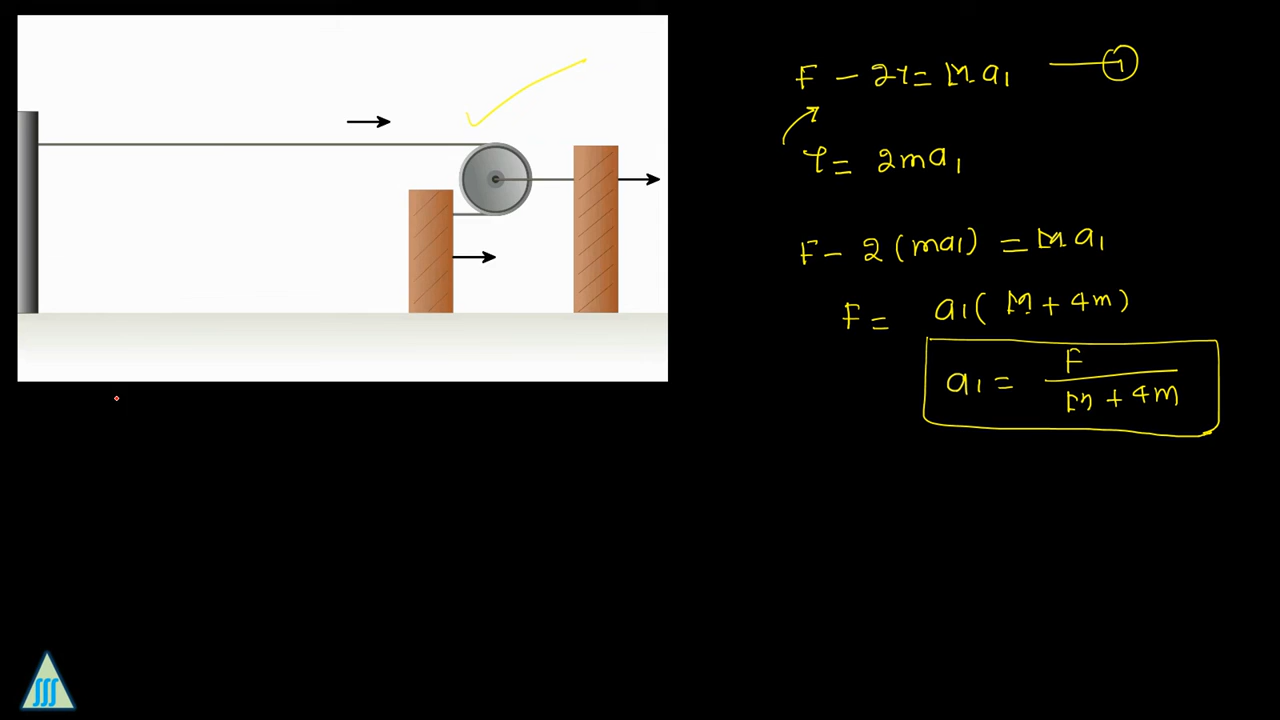 F - 2T = Ma₁ — ①
T = 2ma₁
F - 2(ma₁) = Ma₁
F = a₁(M + 4m)
a₁ = F / M + 4m